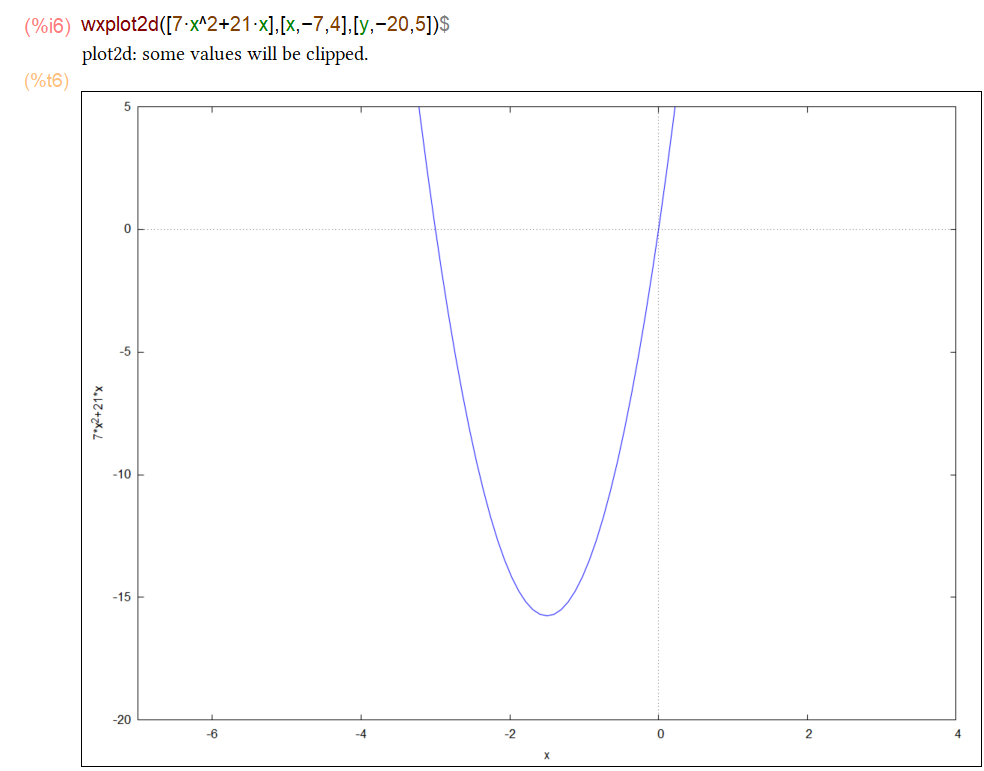 (%i6) wxplot2d([7·x^2+21·x],[x,−7,4],[y,−20,5])$
plot2d: some values will be clipped.
(%t6)
5
0
-5
-10
-15
-20
7*x²+21*x
-6 -4 -2 0 2 4
x